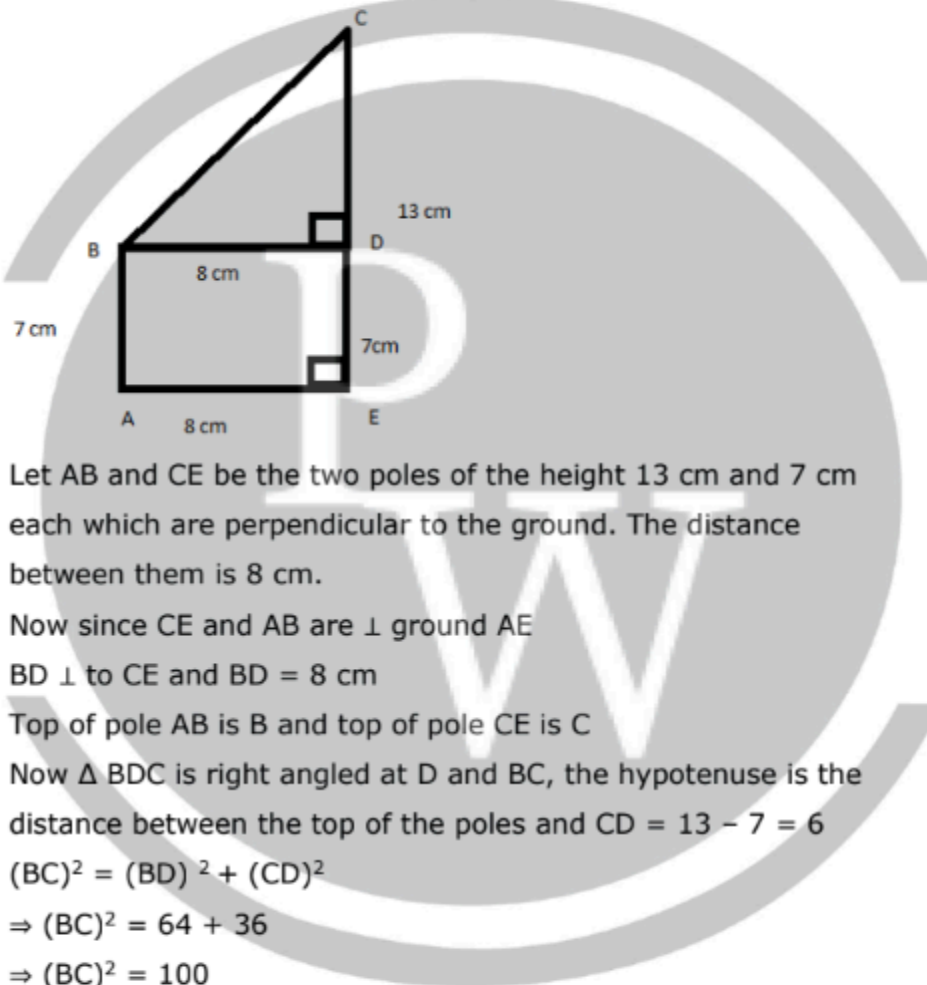 C
13 cm
B
D
8 cm
7 cm
7cm
A
8 cm
E
Let AB and CE be the two poles of the height 13 cm and 7 cm
each which are perpendicular to the ground. The distance
between them is 8 cm.
Now since CE and AB are ⊥ ground AE
BD ⊥ to CE and BD = 8 cm
Top of pole AB is B and top of pole CE is C
Now Δ BDC is right angled at D and BC, the hypotenuse is the
distance between the top of the poles and CD = 13 – 7 = 6
(BC)² = (BD) ² + (CD)²
⇒ (BC)² = 64 + 36
⇒ (BC)² = 100
PW